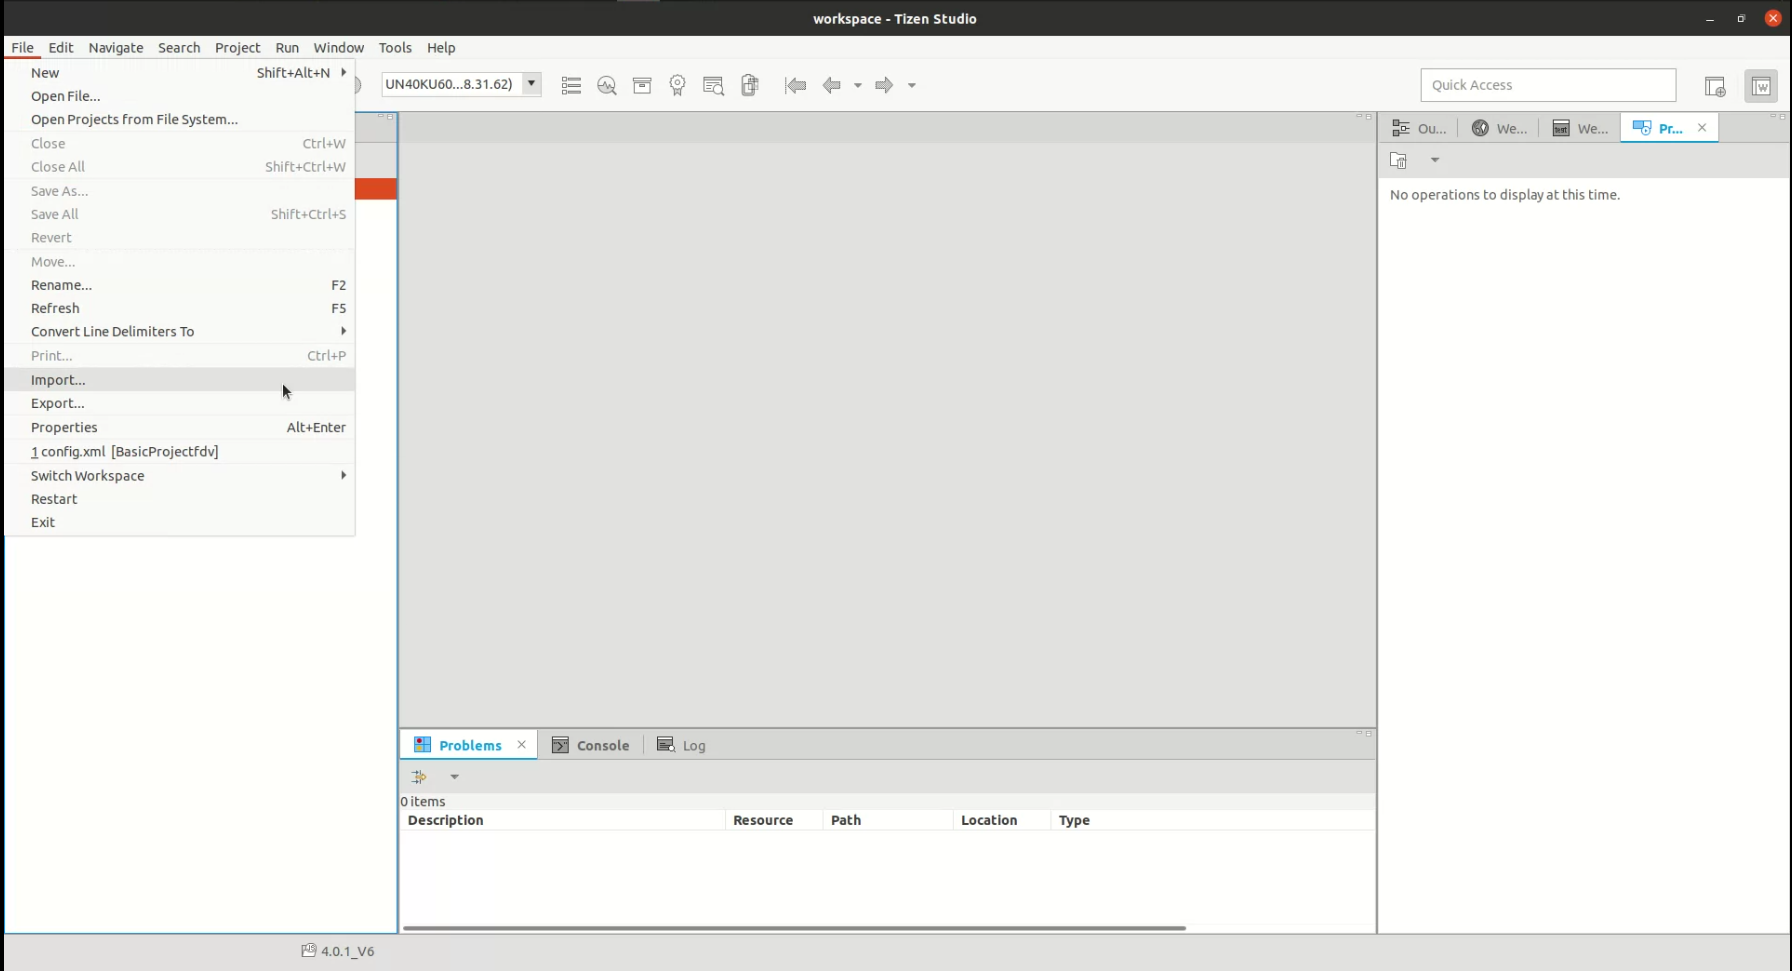 workspace - Tizen Studio
File Edit Navigate Search Project Run Window Tools Help
New Shift+Alt+N
Open File...
Open Projects from File System...
Close Ctrl+W
Close All Shift+Ctrl+W
Save As...
Save All Shift+Ctrl+S
Revert
Move...
Rename... F2
Refresh F5
Convert Line Delimiters To
Print... Ctrl+P
Import...
Export...
Properties Alt+Enter
1 config.xml [BasicProjectfdv]
Switch Workspace
Restart
Exit
UN40KU60...8.31.62)
Quick Access
Ou... We... We... Pr...
No operations to display at this time.
Problems Console Log
0 items
Description Resource Path Location Type
4.0.1_V6